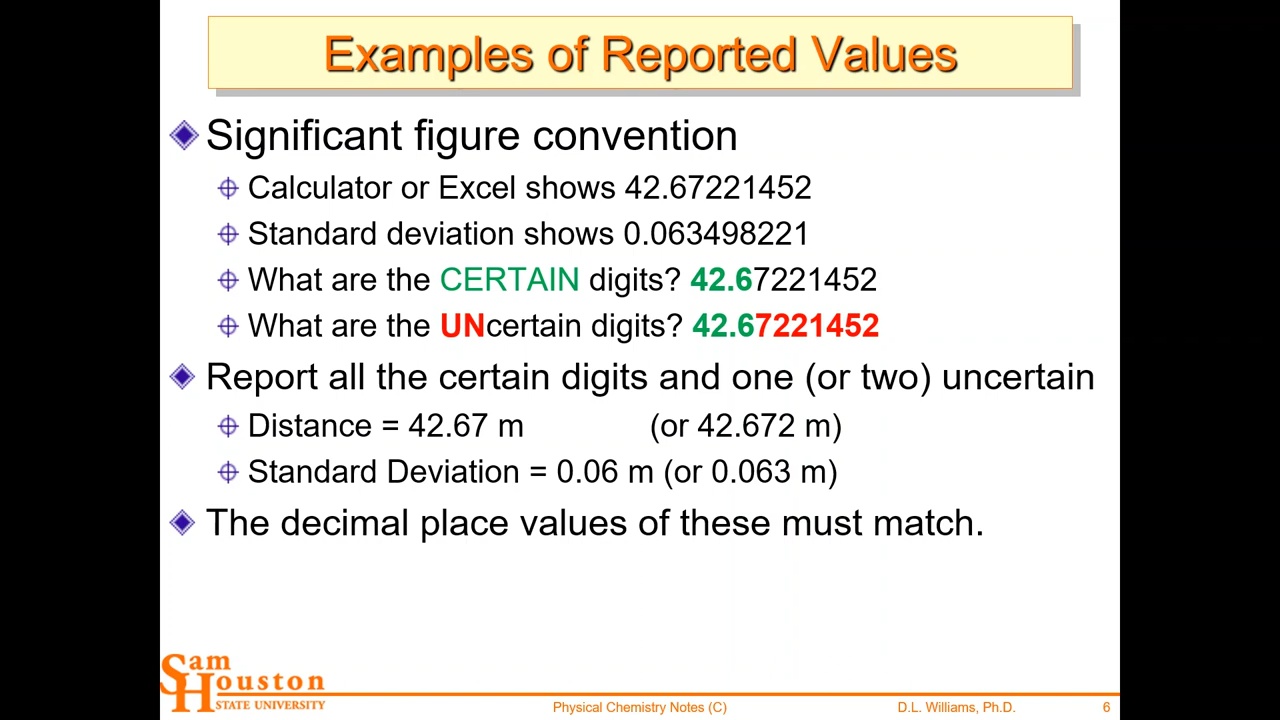 Examples of Reported Values
Significant figure convention
Calculator or Excel shows 42.67221452
Standard deviation shows 0.063498221
What are the CERTAIN digits? 42.67221452
What are the UNcertain digits? 42.67221452
Report all the certain digits and one (or two) uncertain
Distance = 42.67 m (or 42.672 m)
Standard Deviation = 0.06 m (or 0.063 m)
The decimal place values of these must match.
Sam
Houston
STATE UNIVERSITY
Physical Chemistry Notes (C) D.L. Williams, Ph.D. 6